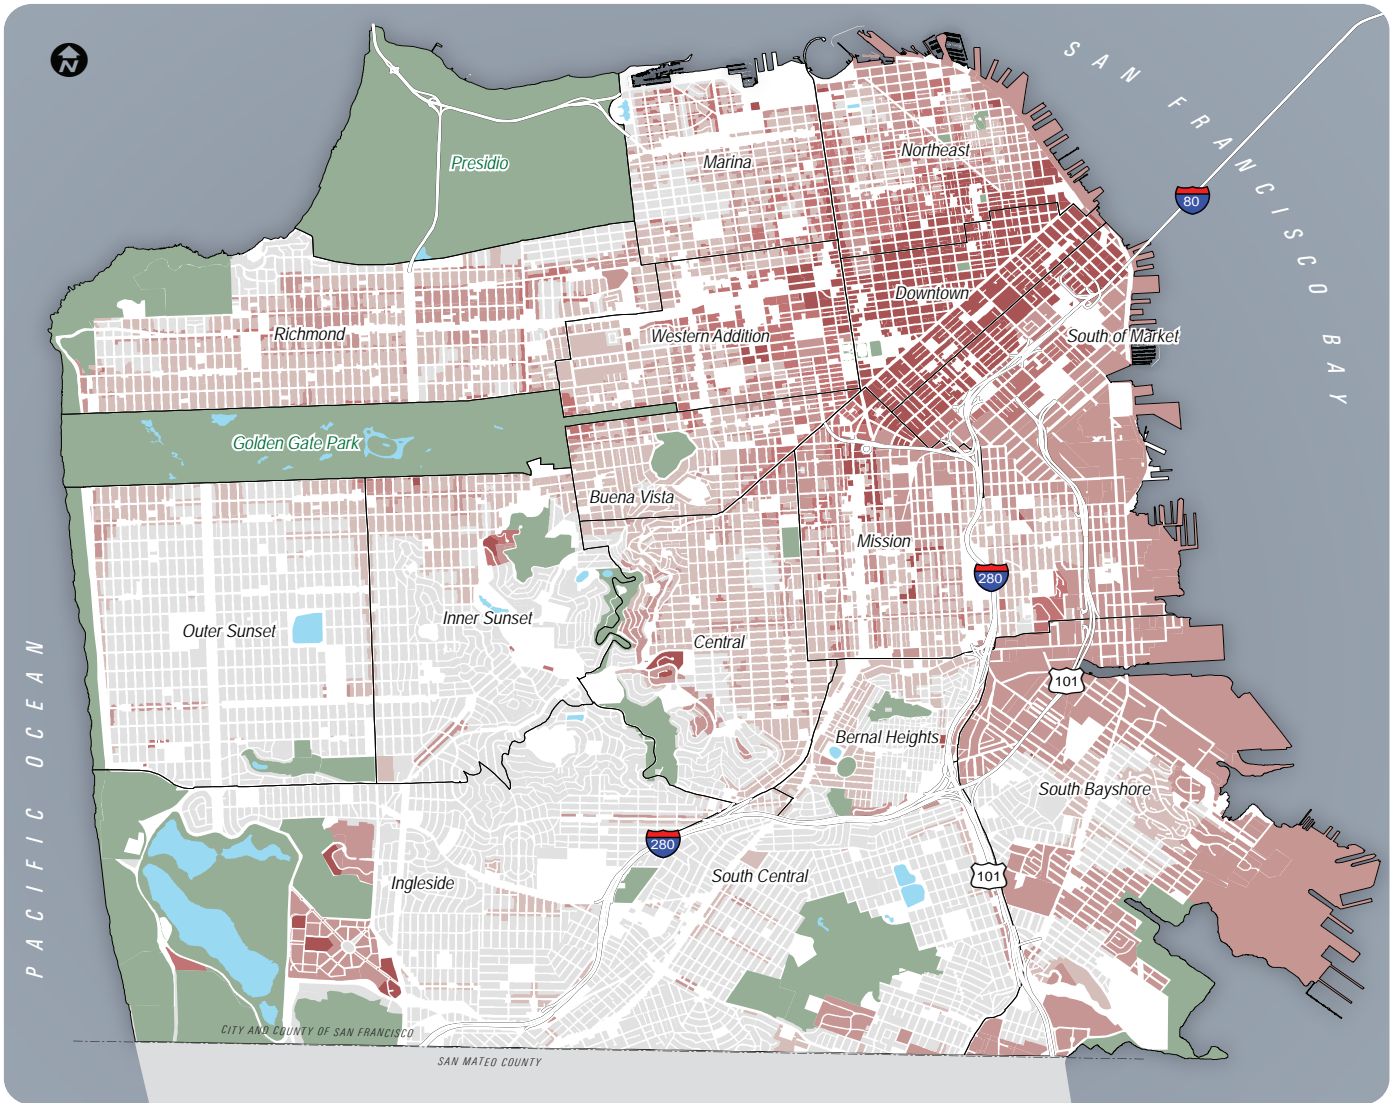 N
SAN FRANCISCO BAY
Presidio
Marina
Northeast
80
Downtown
Richmond
Western Addition
South of Market
Golden Gate Park
Buena Vista
Mission
280
Outer Sunset
Inner Sunset
Central
101
Bernal Heights
South Bayshore
PACIFIC OCEAN
280
Ingleside
South Central
101
CITY AND COUNTY OF SAN FRANCISCO
SAN MATEO COUNTY